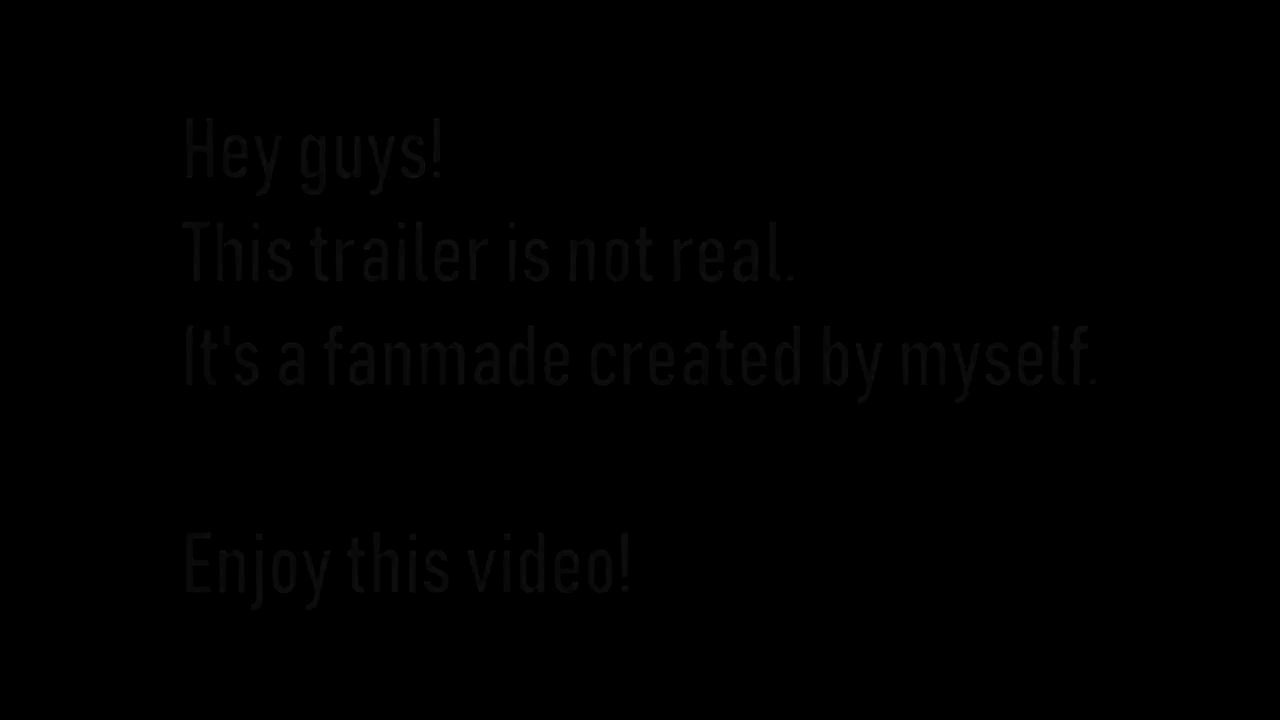 Hey guys!
This trailer is not real.
It's a fanmade created by myself.
Enjoy this video!